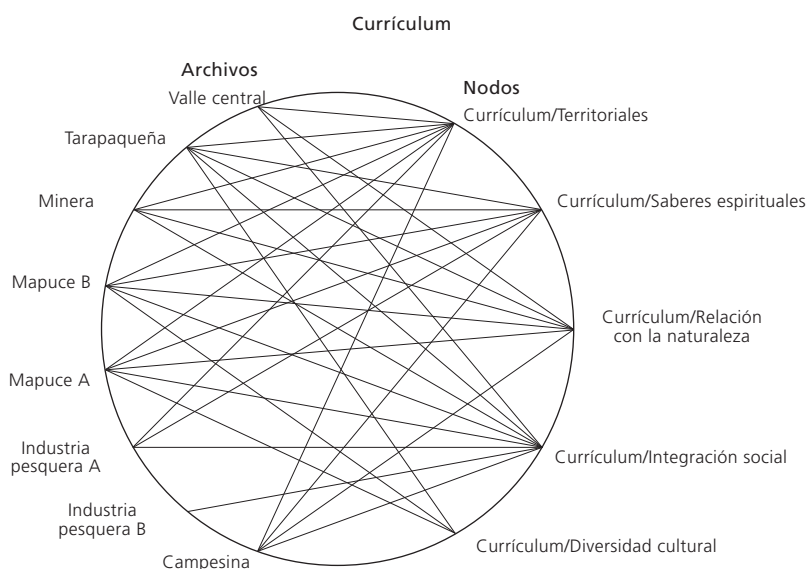 Currículum
Archivos
Valle central
Tarapaqueña
Minera
Mapuce B
Mapuce A
Industria
pesquera A
Industria
pesquera B
Campesina
Nodos
Currículum/Territoriales
Currículum/Saberes espirituales
Currículum/Relación
con la naturaleza
Currículum/Integración social
Currículum/Diversidad cultural